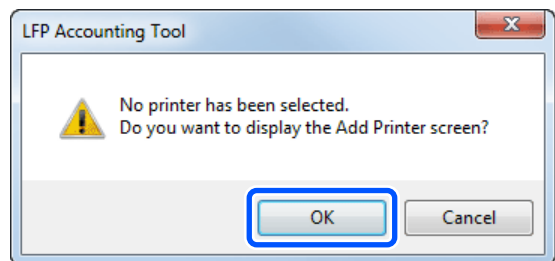 LFP Accounting Tool
No printer has been selected.
Do you want to display the Add Printer screen?
OK
Cancel